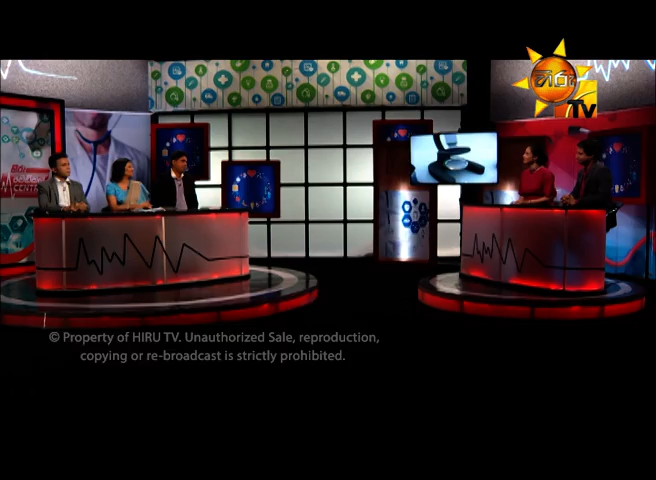 හිරු
TV
© Property of HIRU TV. Unauthorized Sale, reproduction,
copying or re-broadcast is strictly prohibited.